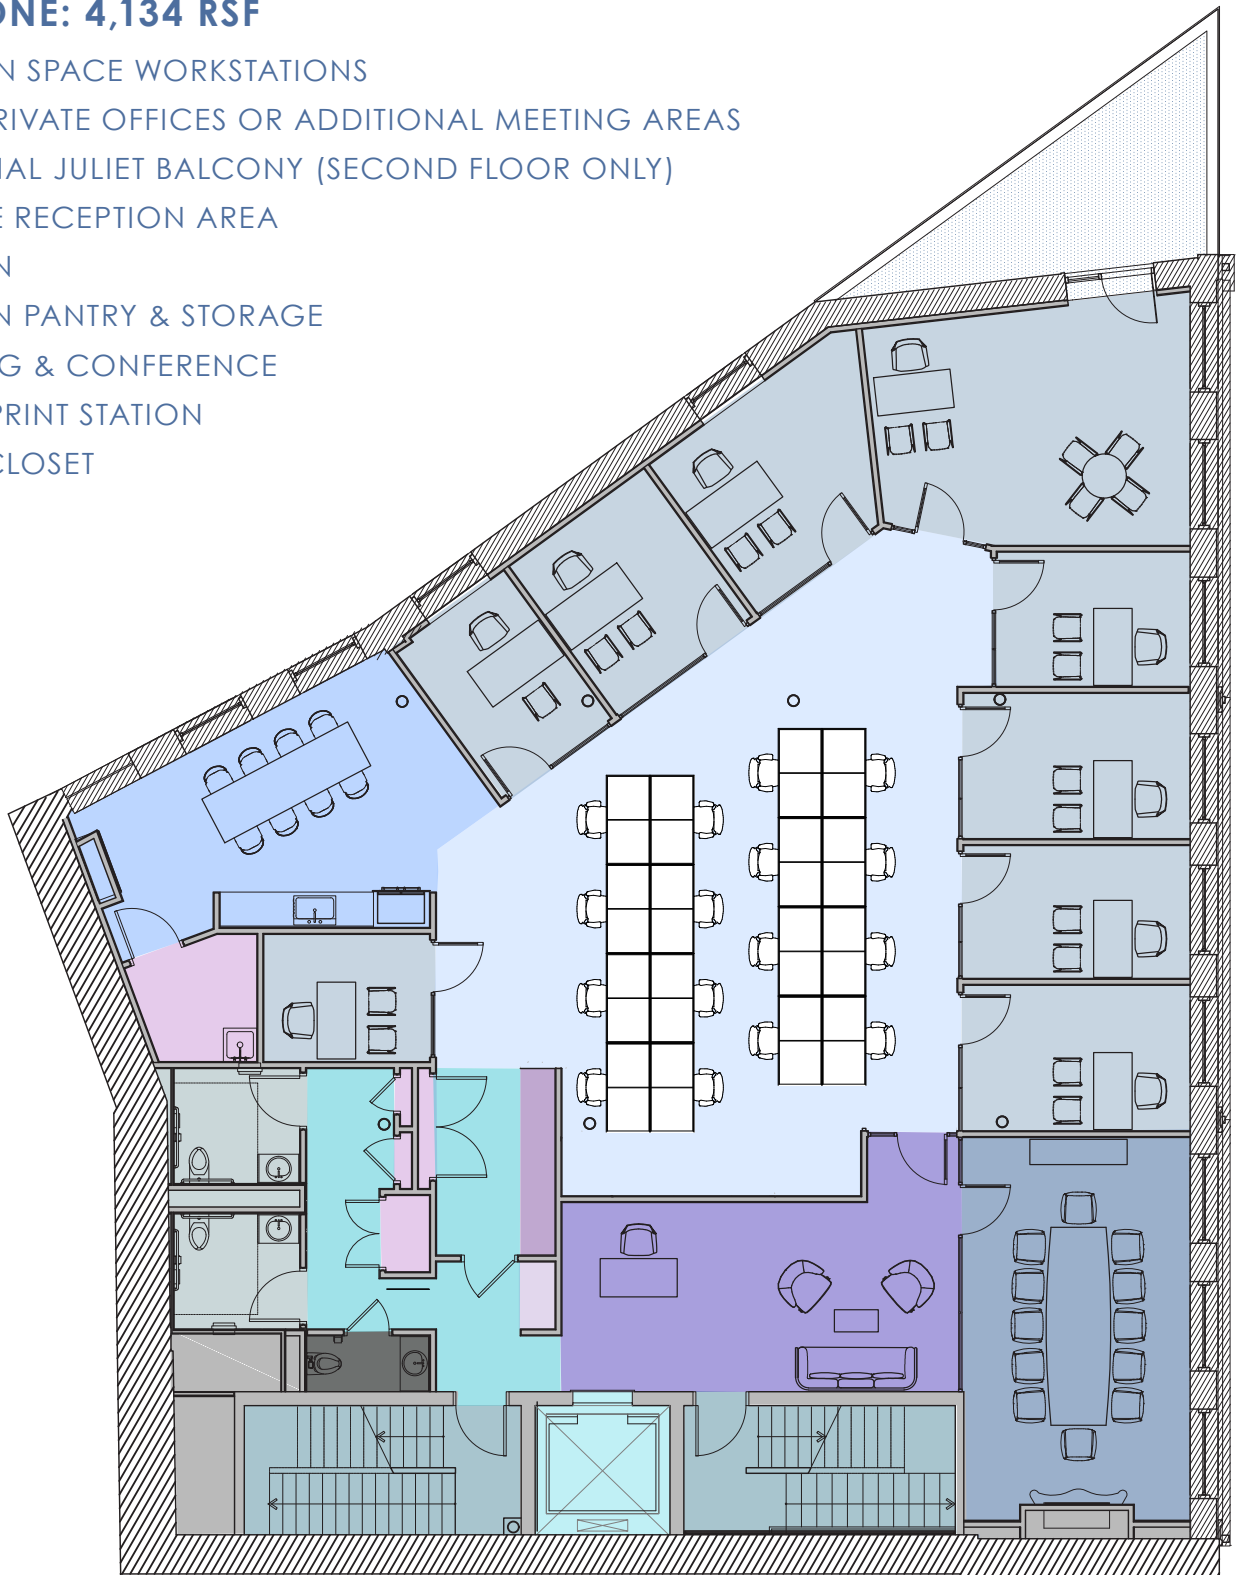 ONE: 4,134 RSF
N SPACE WORKSTATIONS
RIVATE OFFICES OR ADDITIONAL MEETING AREAS
NAL JULIET BALCONY (SECOND FLOOR ONLY)
E RECEPTION AREA
N
N PANTRY & STORAGE
G & CONFERENCE
PRINT STATION
CLOSET